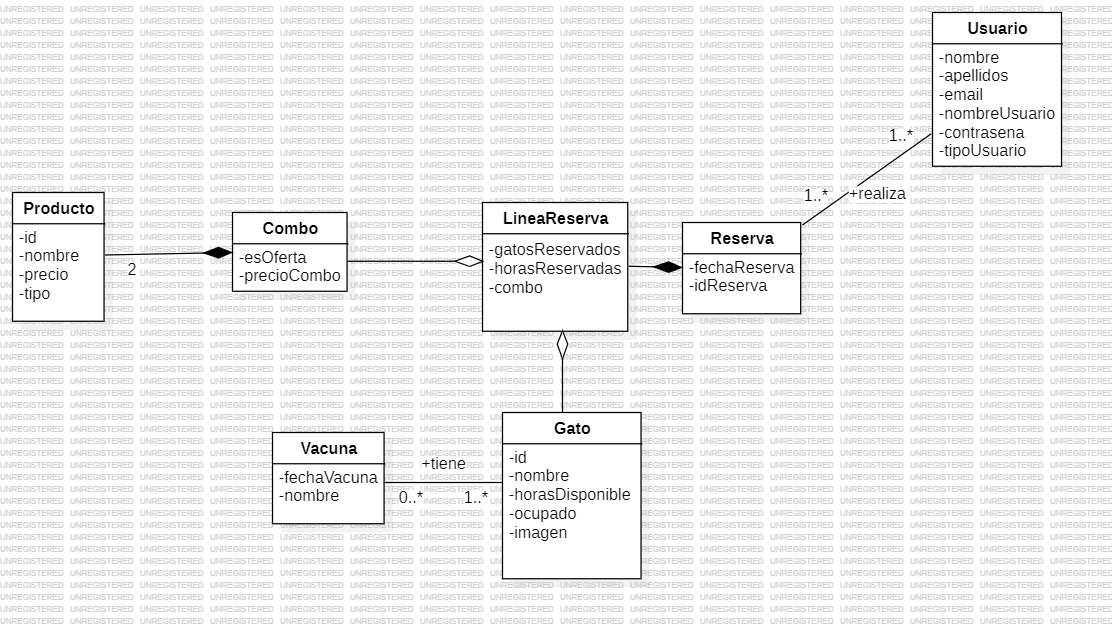 Usuario
-nombre
-apellidos
-email
-nombreUsuario
-contrasena
-tipoUsuario
1..*
1..*
+realiza
Producto
-id
-nombre
-precio
-tipo
2
Combo
-esOferta
-precioCombo
LineaReserva
-gatosReservados
-horasReservadas
-combo
Reserva
-fechaReserva
-idReserva
Vacuna
-fechaVacuna
-nombre
+tiene
0..*
1..*
Gato
-id
-nombre
-horasDisponible
-ocupado
-imagen
UNREGISTERED